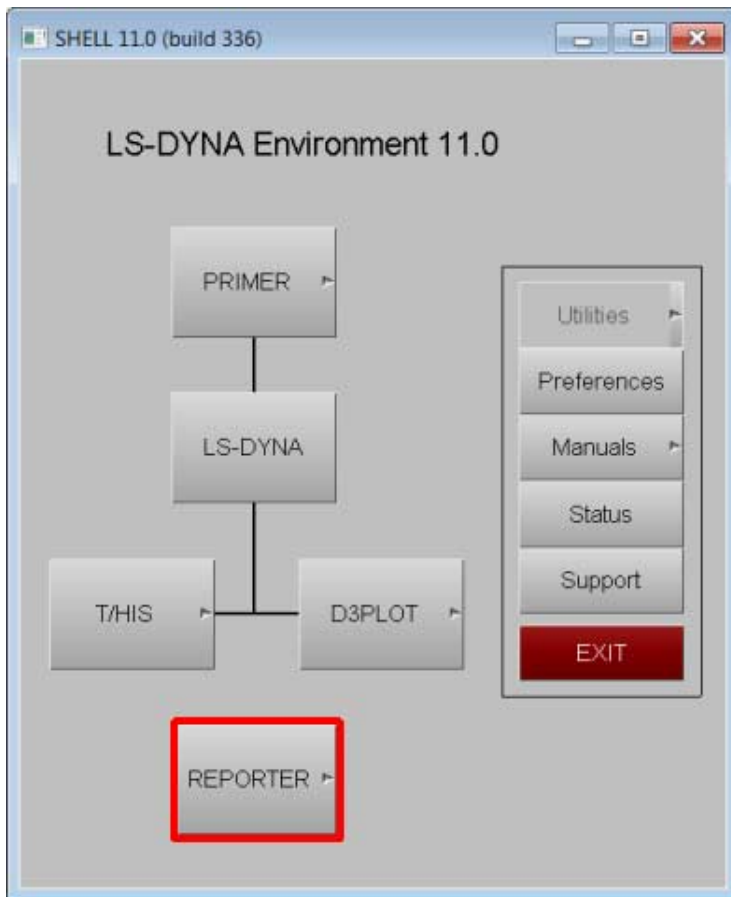 SHELL 11.0 (build 336)
LS-DYNA Environment 11.0
PRIMER
LS-DYNA
T/HIS
D3PLOT
REPORTER
Utilities
Preferences
Manuals
Status
Support
EXIT